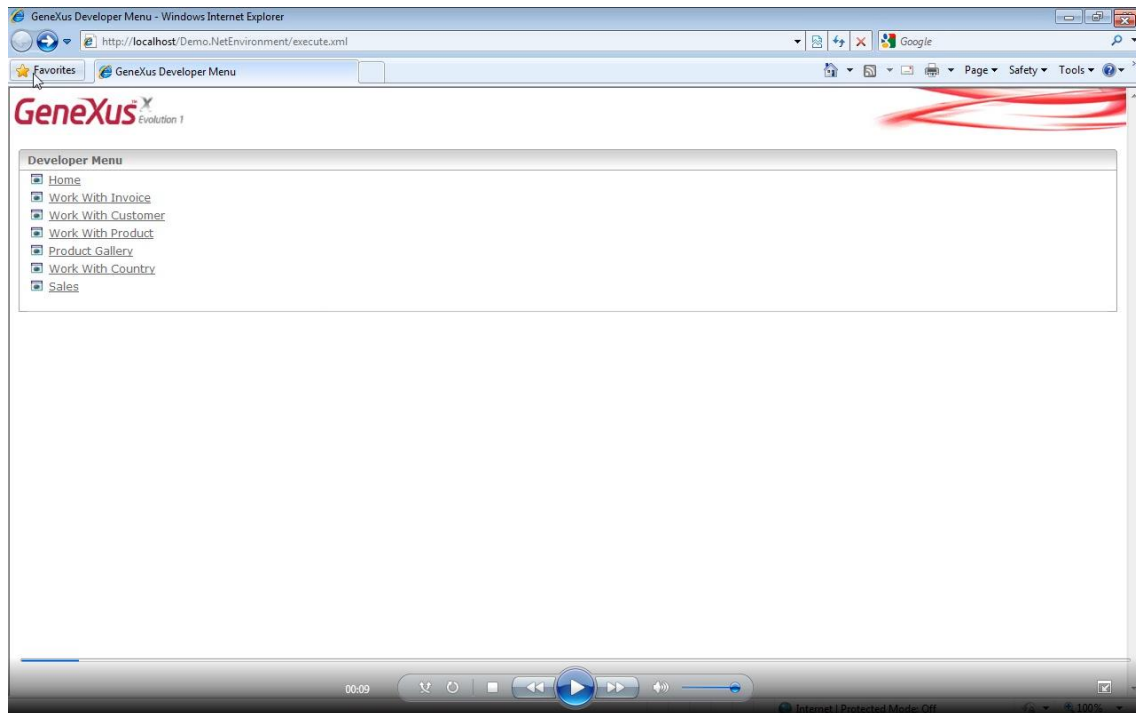 GeneXus Developer Menu - Windows Internet Explorer
http://localhost/Demo.NetEnvironment/execute.xml
Google
Favorites
GeneXus Developer Menu
Page
Safety
Tools
GeneXus X
Evolution 1
Developer Menu
Home
Work With Invoice
Work With Customer
Work With Product
Product Gallery
Work With Country
Sales
00:09
Internet | Protected Mode: Off
100%